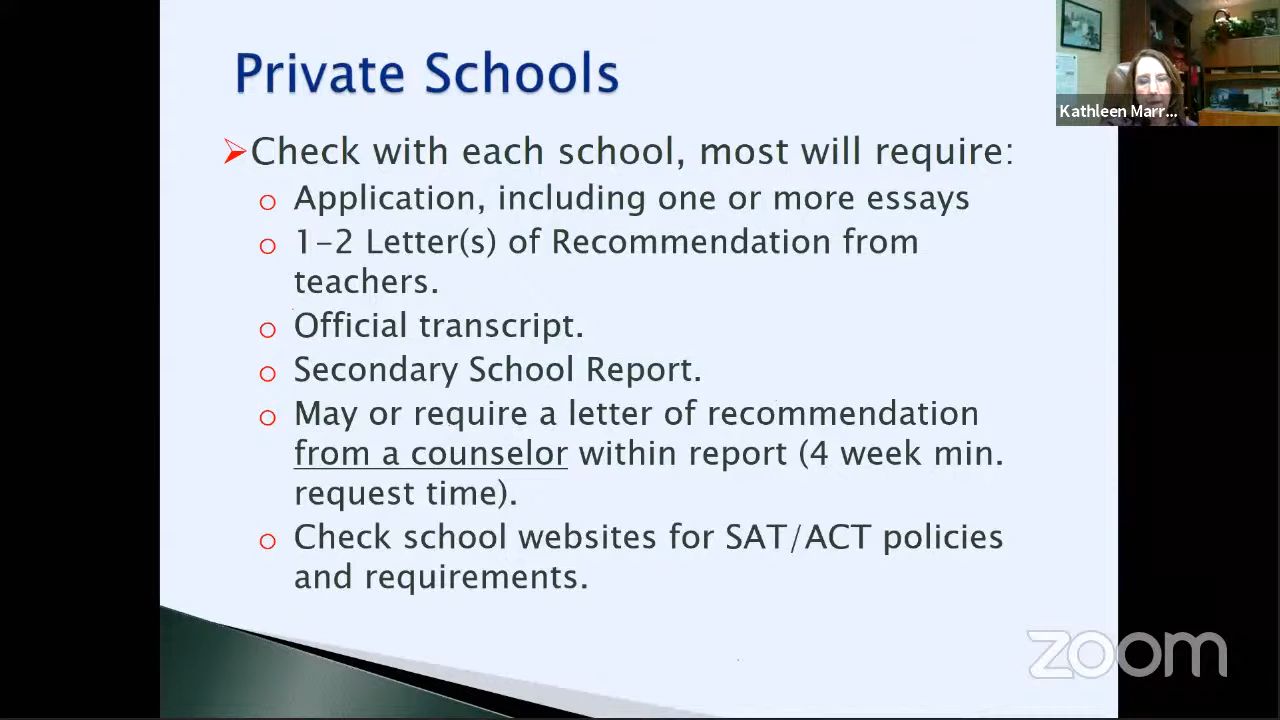 Private Schools
Kathleen Marr...
Check with each school, most will require:
Application, including one or more essays
1-2 Letter(s) of Recommendation from
teachers.
Official transcript.
Secondary School Report.
May or require a letter of recommendation
from a counselor within report (4 week min.
request time).
Check school websites for SAT/ACT policies
and requirements.
zoom